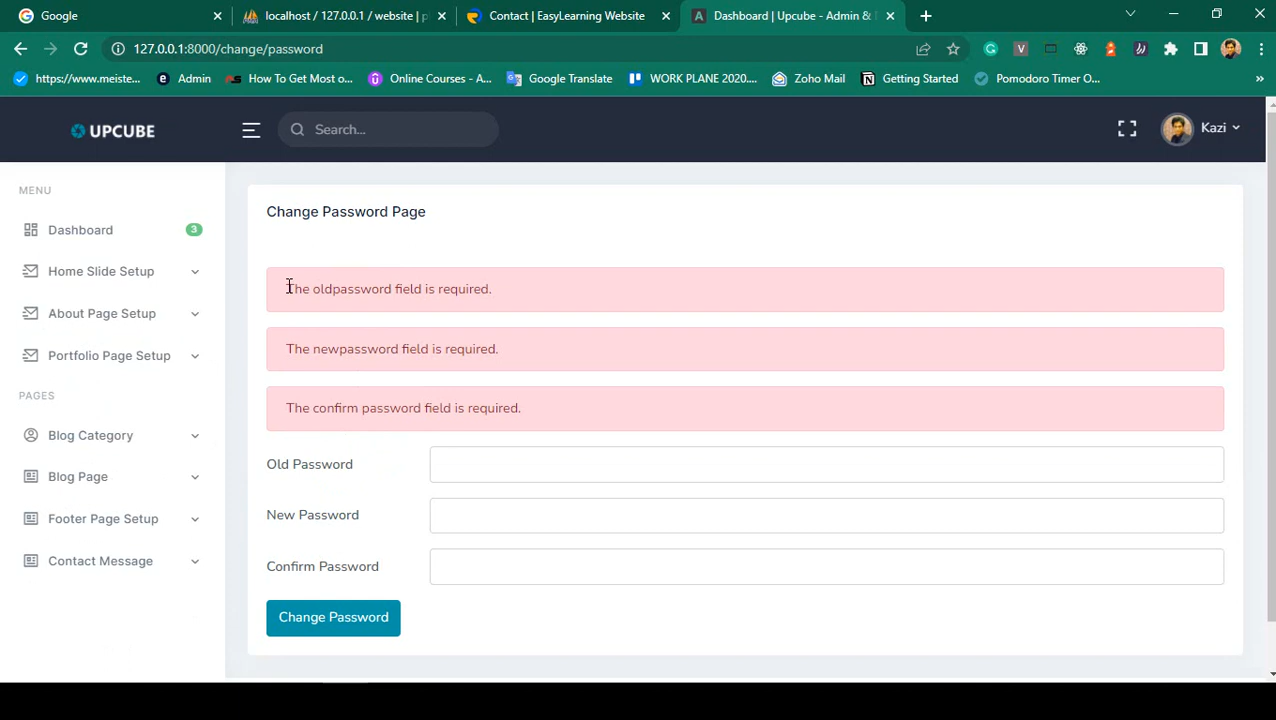 Google
localhost / 127.0.0.1 / website | p
Contact | EasyLearning Website
Dashboard | Upcube - Admin &
127.0.0.1:8000/change/password
https://www.meiste...
Admin
How To Get Most o...
Online Courses - A...
Google Translate
WORK PLANE 2020....
Zoho Mail
Getting Started
Pomodoro Timer O...
»
UPCUBE
Search...
Kazi
MENU
Dashboard 3
Home Slide Setup
About Page Setup
Portfolio Page Setup
PAGES
Blog Category
Blog Page
Footer Page Setup
Contact Message
Change Password Page
The oldpassword field is required.
The newpassword field is required.
The confirm password field is required.
Old Password
New Password
Confirm Password
Change Password